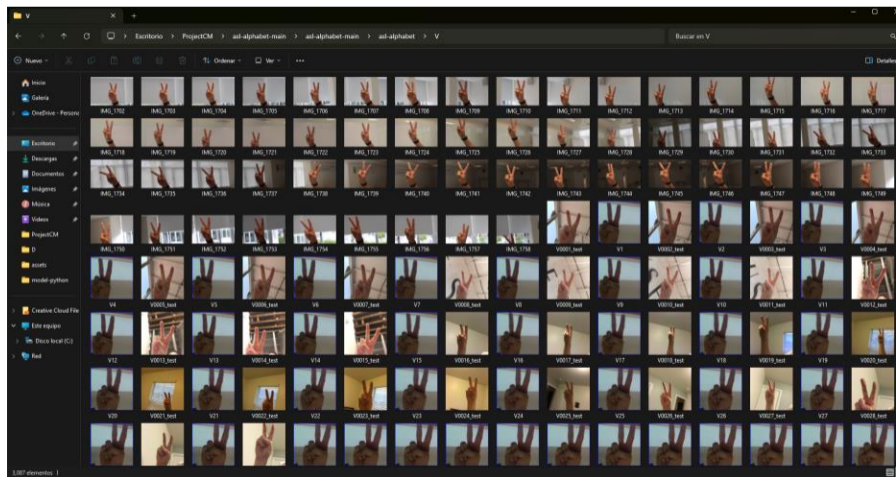 V
Escritorio > ProjectCM > asl-alphabet-main > asl-alphabet-main > asl-alphabet > V
Buscar en V
Nuevo
Ordenar
Ver
Detalles
Inicio
Galería
OneDrive - Persona
Escritorio
Descargas
Documentos
Imágenes
Música
Vídeos
ProjectCM
D
assets
model-python
Creative Cloud File
Este equipo
Disco local (C:)
Red
IMG_1702 IMG_1703 IMG_1704 IMG_1705 IMG_1706 IMG_1707 IMG_1708 IMG_1709 IMG_1710 IMG_1711 IMG_1712 IMG_1713 IMG_1714 IMG_1715 IMG_1716 IMG_1717
IMG_1718 IMG_1719 IMG_1720 IMG_1721 IMG_1722 IMG_1723 IMG_1724 IMG_1725 IMG_1726 IMG_1727 IMG_1728 IMG_1729 IMG_1730 IMG_1731 IMG_1732 IMG_1733
IMG_1734 IMG_1735 IMG_1736 IMG_1737 IMG_1738 IMG_1739 IMG_1740 IMG_1741 IMG_1742 IMG_1743 IMG_1744 IMG_1745 IMG_1746 IMG_1747 IMG_1748 IMG_1749
IMG_1750 IMG_1751 IMG_1752 IMG_1753 IMG_1754 IMG_1755 IMG_1756 IMG_1757 IMG_1758 V0001_test V1 V0002_test V2 V0003_test V3 V0004_test
V4 V0005_test V5 V0006_test V6 V0007_test V7 V0008_test V8 V0009_test V9 V0010_test V10 V0011_test V11 V0012_test
V12 V0013_test V13 V0014_test V14 V0015_test V15 V0016_test V16 V0017_test V17 V0018_test V18 V0019_test V19 V0020_test
V20 V0021_test V21 V0022_test V22 V0023_test V23 V0024_test V24 V0025_test V25 V0026_test V26 V0027_test V27 V0028_test
elementos